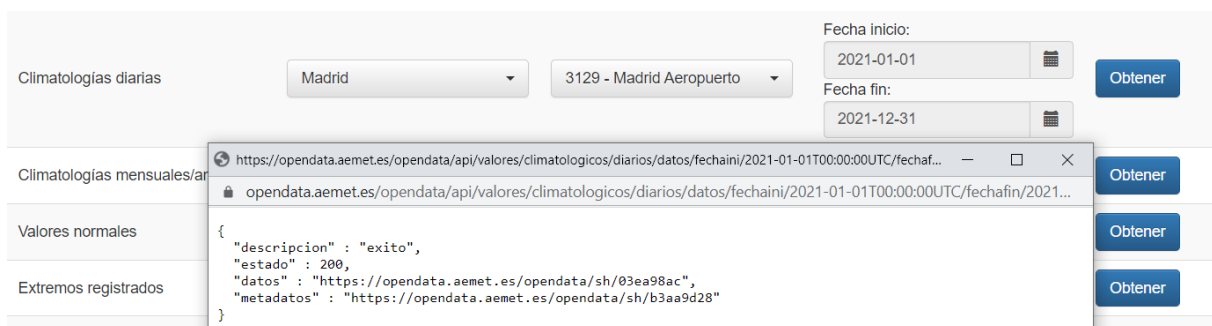 Fecha inicio:
2021-01-01
Climatologías diarias
Madrid
3129 - Madrid Aeropuerto
Obtener
Fecha fin:
2021-12-31
https://opendata.aemet.es/opendata/api/valores/climatologicos/diarios/datos/fechaini/2021-01-01T00:00:00UTC/fechaf...
Climatologías mensuales/an
Obtener
opendata.aemet.es/opendata/api/valores/climatologicos/diarios/datos/fechaini/2021-01-01T00:00:00UTC/fechafin/2021...
Valores normales
Obtener
{
"descripcion" : "exito",
"estado" : 200,
"datos" : "https://opendata.aemet.es/opendata/sh/03ea98ac",
"metadatos" : "https://opendata.aemet.es/opendata/sh/b3aa9d28"
}
Extremos registrados
Obtener